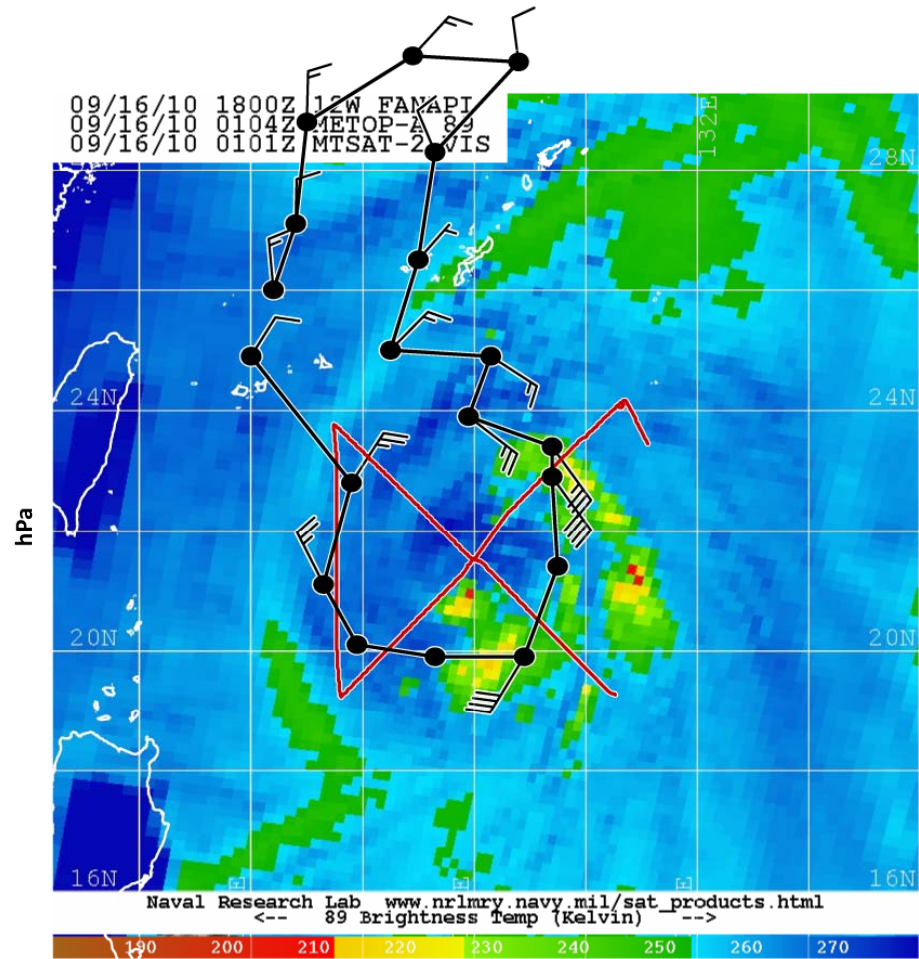 09/16/10 1800Z 12W FANAPI
09/16/10 0104Z METOP-A 89
09/16/10 0101Z MTSAT-2 VIS
132E
28N
28N
24N
24N
hPa
20N
20N
16N
E
E
16N
Naval Research Lab www.nrlmry.navy.mil/sat_products.html
<-- 89 Brightness Temp (Kelvin) -->
190 200 210 220 230 240 250 260 270